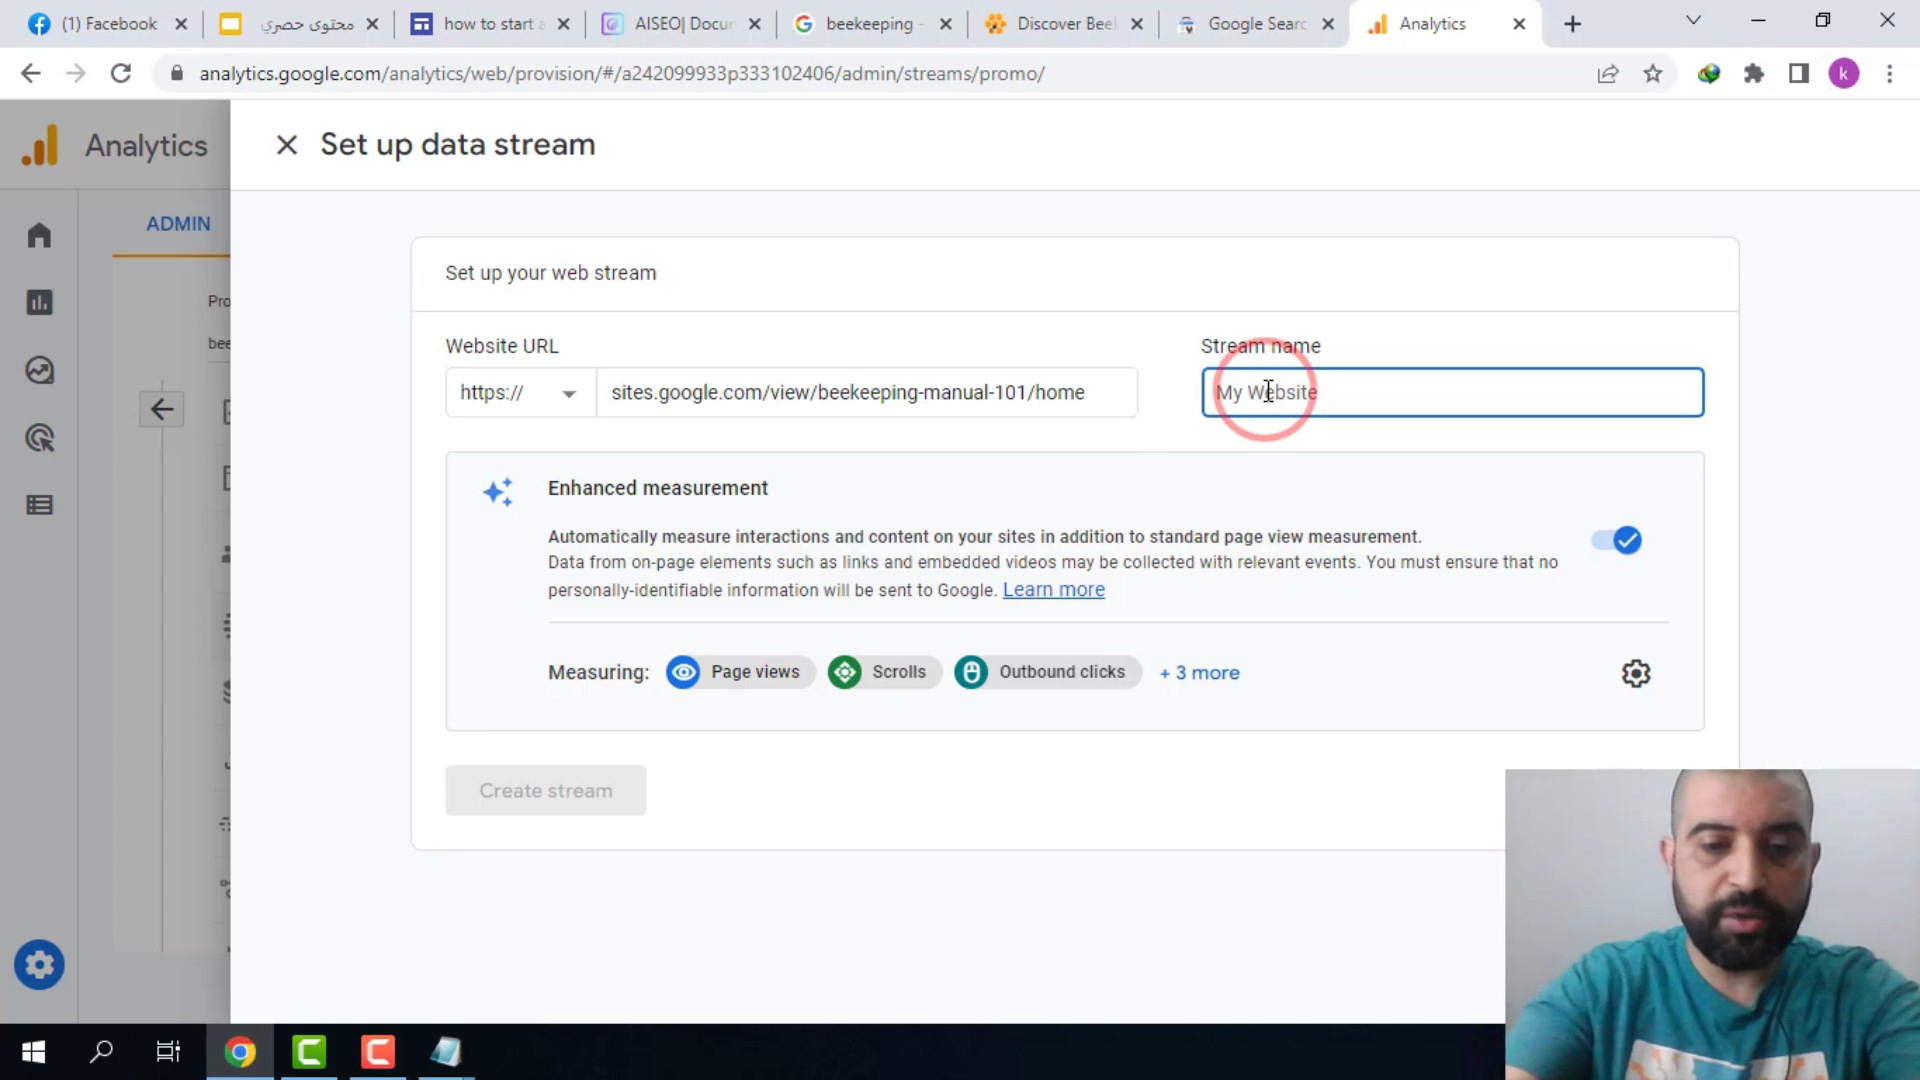 (1) Facebook
محتوى حصري
how to start
AISEO| Docu
beekeeping -
Discover Bee
Google Searc
Analytics
analytics.google.com/analytics/web/provision/#/a242099933p333102406/admin/streams/promo/
k
Analytics
Set up data stream
ADMIN
Set up your web stream
Pro
bee
Website URL
Stream name
https://
sites.google.com/view/beekeeping-manual-101/home
My Website
Enhanced measurement
Automatically measure interactions and content on your sites in addition to standard page view measurement.
Data from on-page elements such as links and embedded videos may be collected with relevant events. You must ensure that no
personally-identifiable information will be sent to Google. Learn more
Measuring:
Page views
Scrolls
Outbound clicks
+ 3 more
Create stream